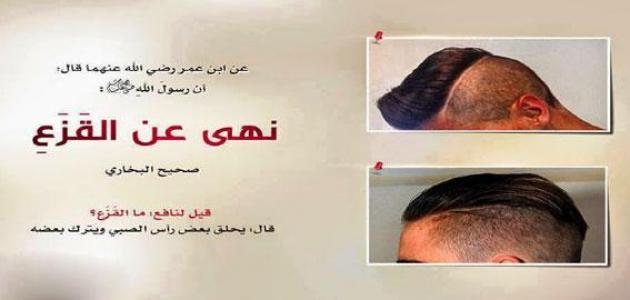 عن ابن عمر رضي الله عنهما قال:
أن رسولَ اللهِ ﷺ :
نهى عن القَزَعِ
صحيح البخاري
قيل لنافع: ما القَزَع؟
قال: يحلق بعض رأس الصبي ويترك بعضه